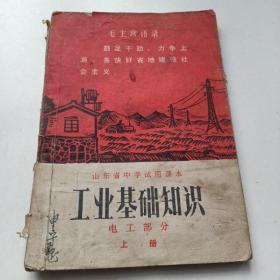 毛主席语录
鼓足干劲、力争上
游、多快好省地建设社
会主义
山东省中学试用课本
工业基础知识
电工部分
上册